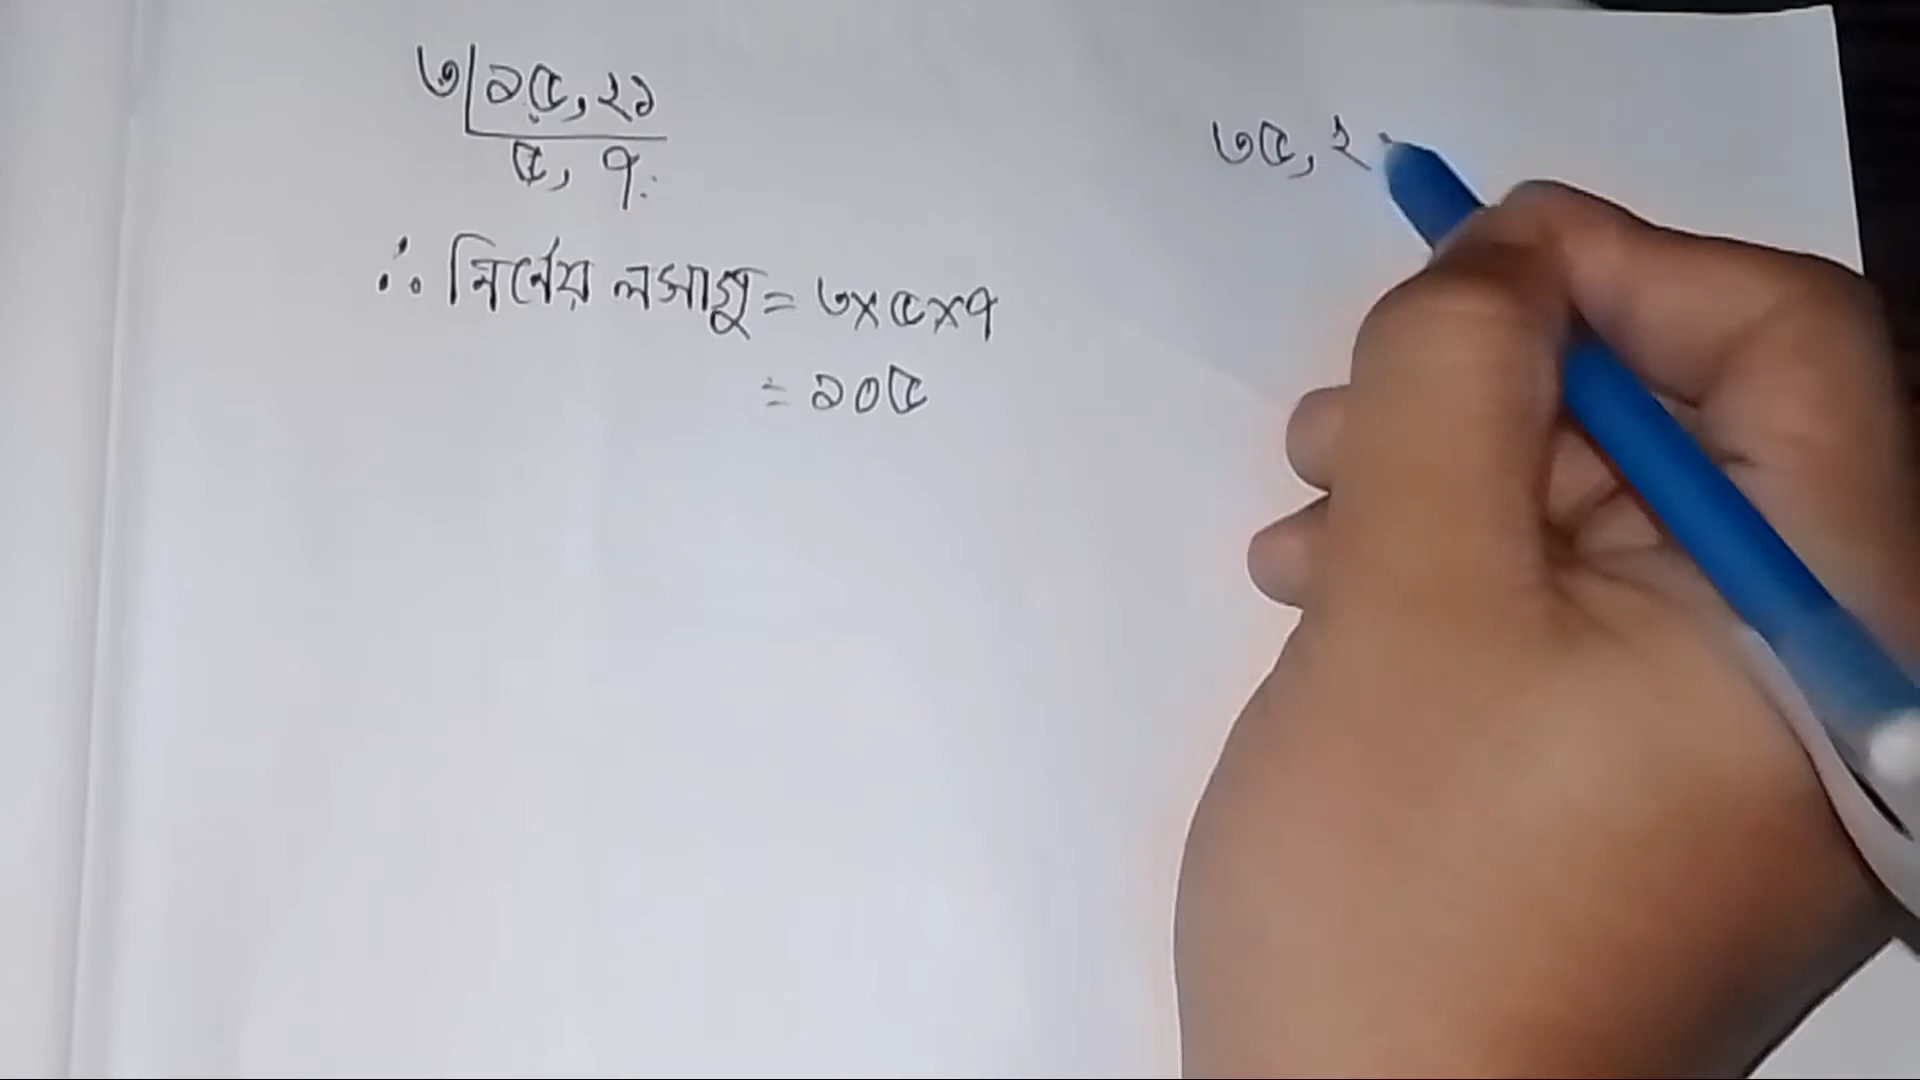 ৩ ১৫, ২১
৫, ৭
∴ নির্নেয় লসাগু = ৩×৫×৭
= ১০৫
৩৫, ২